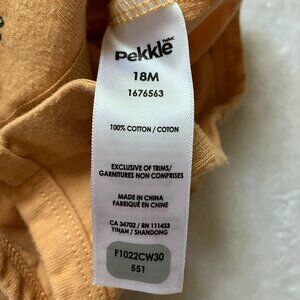 Pekkle
18M
1676563
100% COTTON / COTON
EXCLUSIVE OF TRIMS/
GARNITURES NON COMPRISES
MADE IN CHINA
FABRIQUÉ EN CHINE
CA 34702 / RN 111453
YINAN / SHANDONG
F1022CW30
551